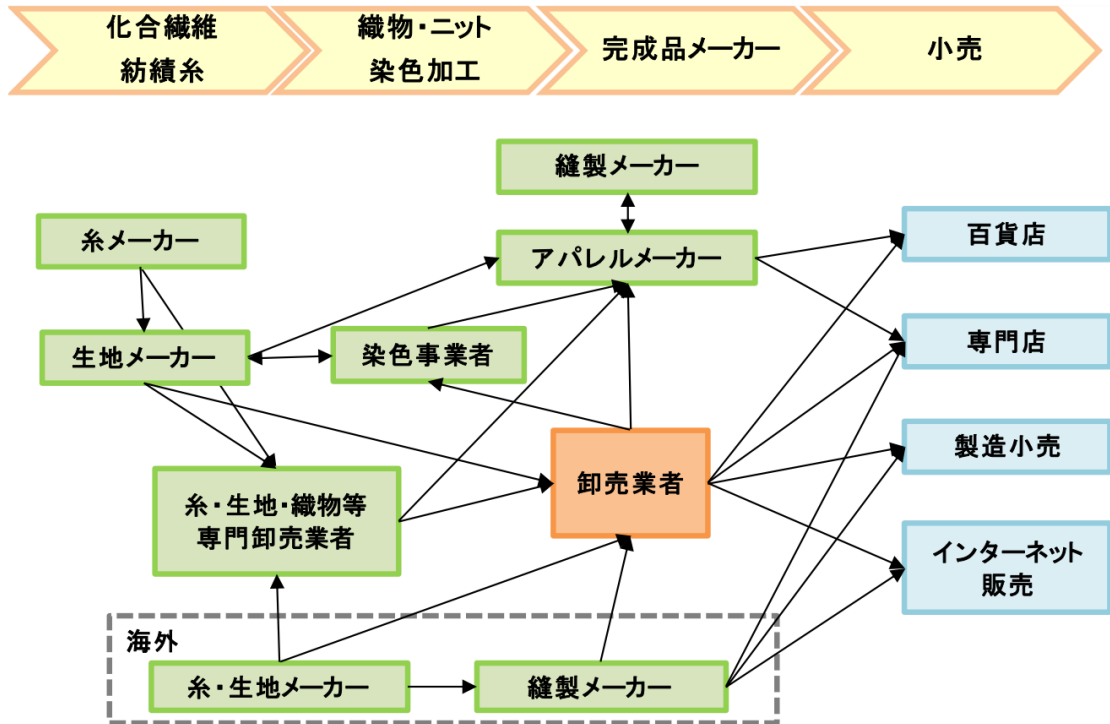 化合繊維
紡績糸
織物・ニット
染色加工
完成品メーカー
小売
縫製メーカー
糸メーカー
アパレルメーカー
百貨店
生地メーカー
染色事業者
専門店
卸売業者
製造小売
糸・生地・織物等
専門卸売業者
インターネット
販売
海外
糸・生地メーカー
縫製メーカー